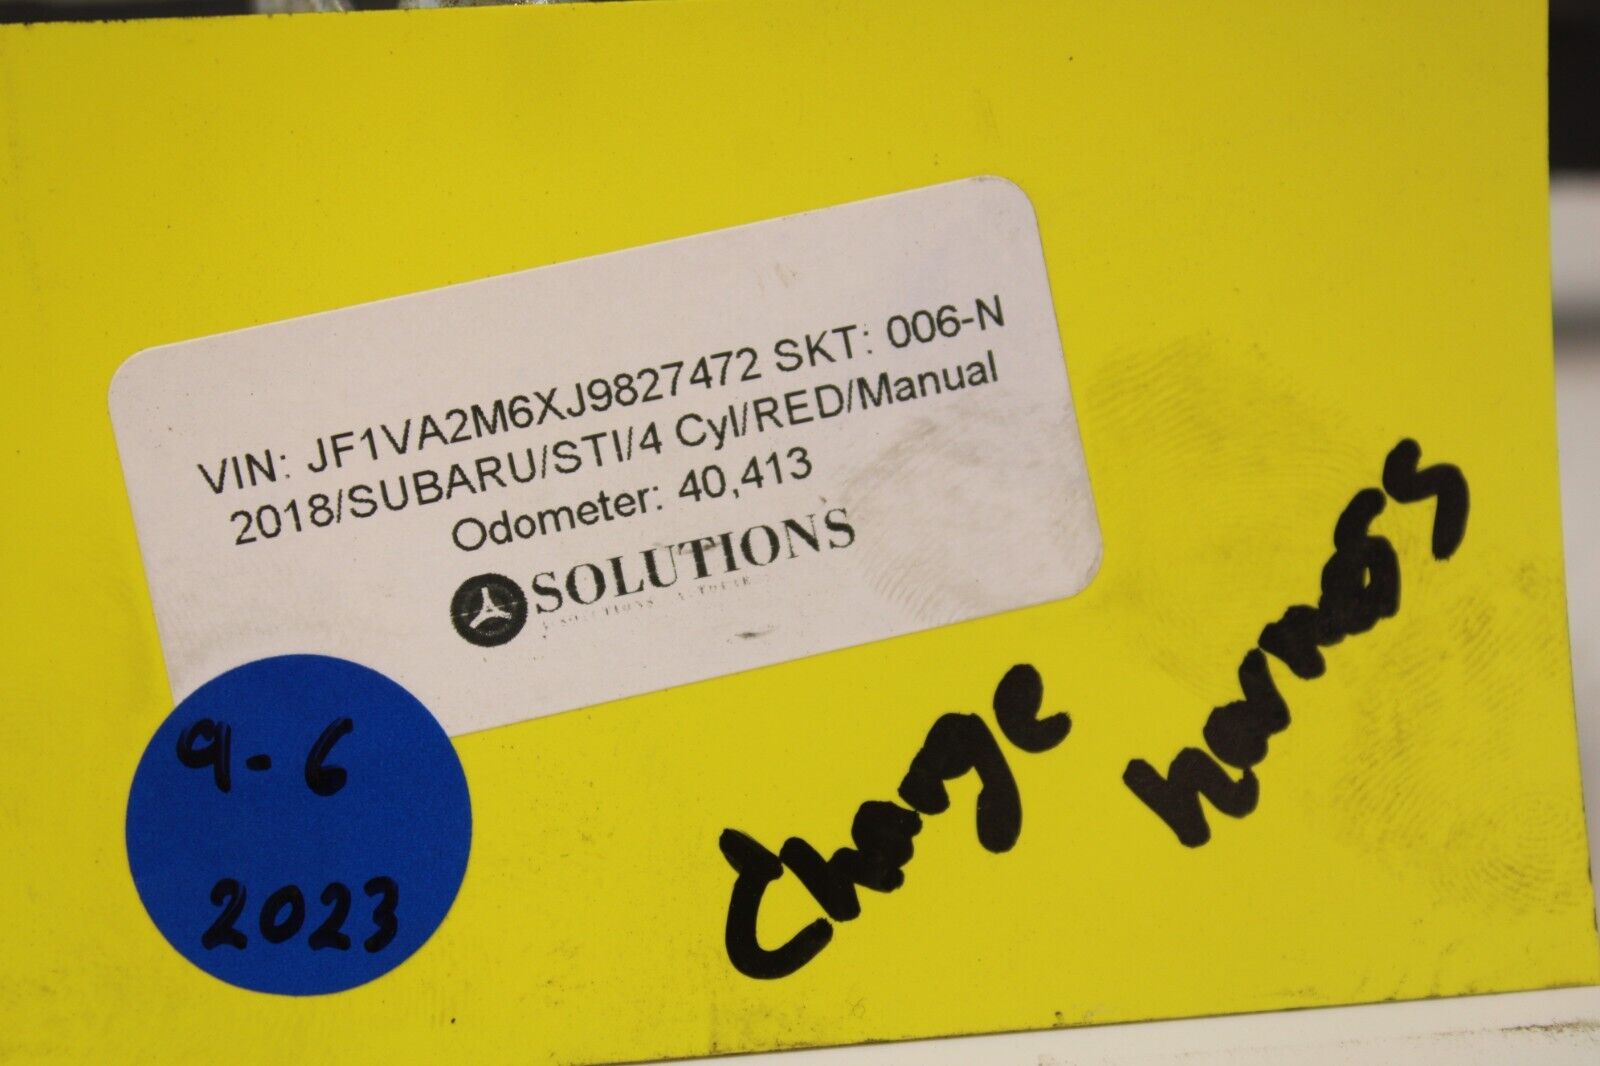 VIN: JF1VA2M6XJ9827472 SKT: 006-N
2018/SUBARU/STI/4 Cyl/RED/Manual
Odometer: 40,413
SOLUTIONS
9-6
2023
Change
harness